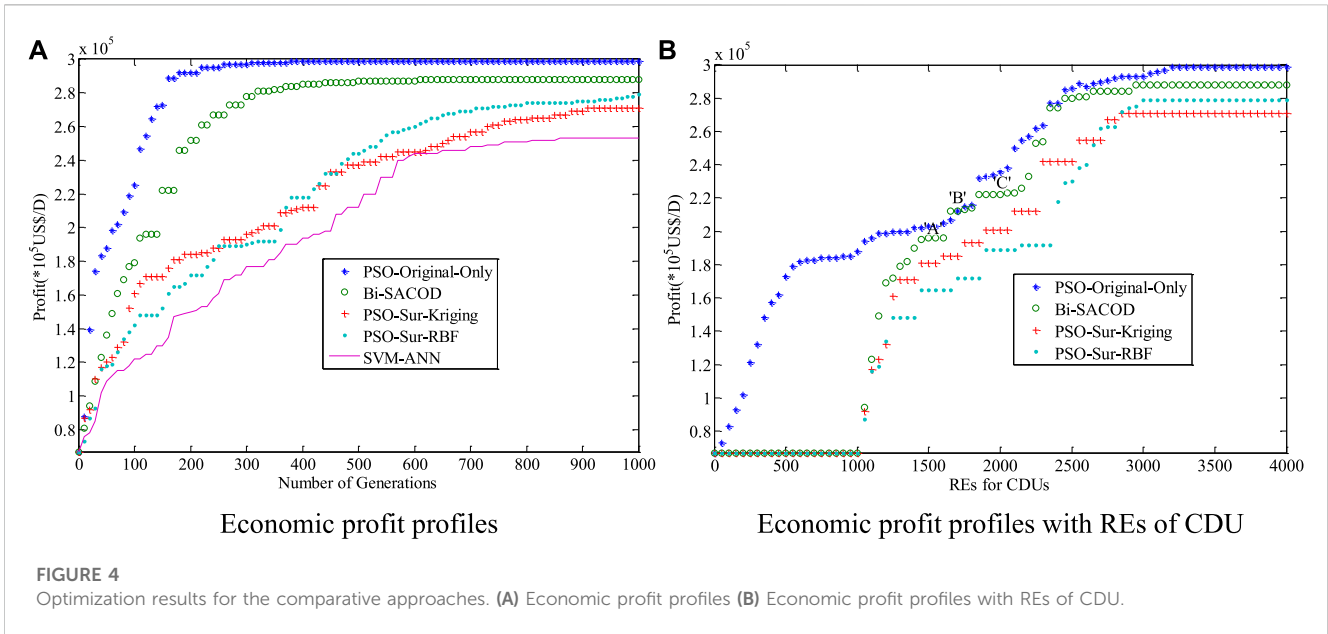 A
x 10^5
3
2.8
2.6
2.4
2.2
2
1.8
1.6
1.4
1.2
1
0.8
Profit(*10^5US$/D)
PSO-Original-Only
Bi-SACOD
PSO-Sur-Kriging
PSO-Sur-RBF
SVM-ANN
0 100 200 300 400 500 600 700 800 900 1000
Number of Generations
Economic profit profiles
B
x 10^5
3
2.8
2.6
2.4
2.2
2
1.8
1.6
1.4
1.2
1
0.8
Profit(*10^5US$/D)
'B'
'C'
'A
PSO-Original-Only
Bi-SACOD
PSO-Sur-Kriging
PSO-Sur-RBF
0 500 1000 1500 2000 2500 3000 3500 4000
REs for CDUs
Economic profit profiles with REs of CDU
FIGURE 4
Optimization results for the comparative approaches. (A) Economic profit profiles (B) Economic profit profiles with REs of CDU.